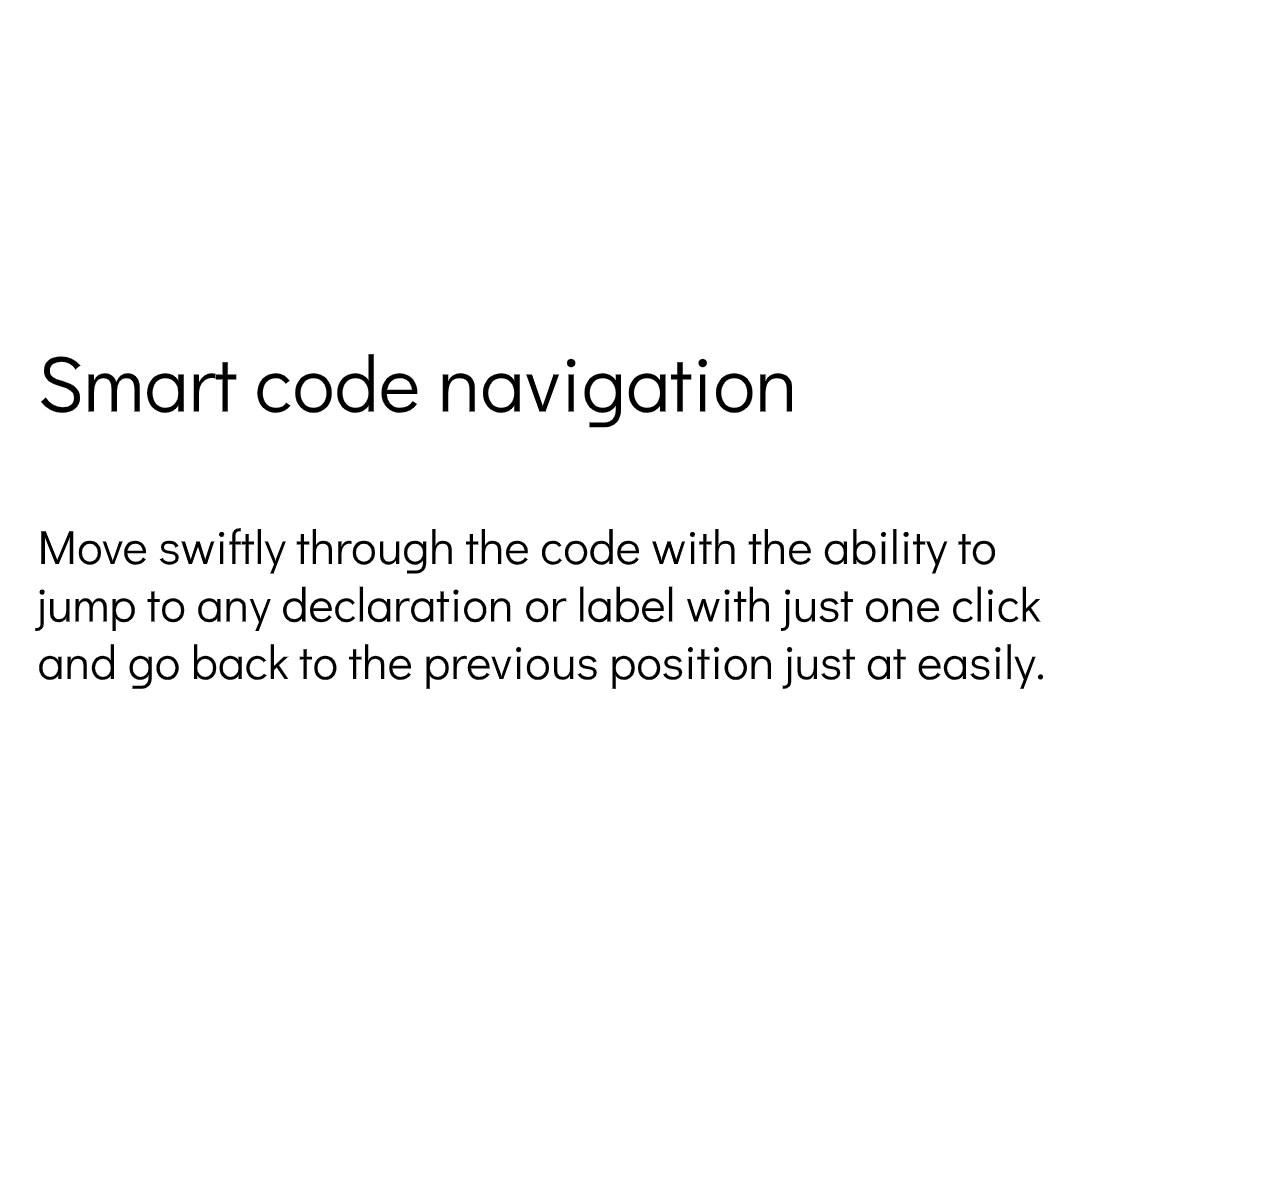 Smart code navigation
Move swiftly through the code with the ability to
jump to any declaration or label with just one click
and go back to the previous position just at easily.